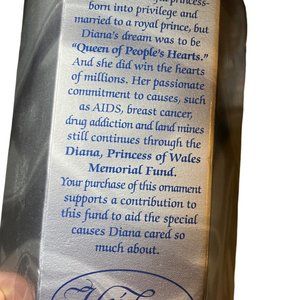 princess-
born into privilege and
married to a royal prince, but
Diana's dream was to be
"Queen of People's Hearts."
And she did win the hearts
of millions. Her passionate
commitment to causes, such
as AIDS, breast cancer,
drug addiction and land mines
still continues through the
Diana, Princess of Wales
Memorial Fund.
Your purchase of this ornament
supports a contribution to
this fund to aid the special
causes Diana cared so
much about.